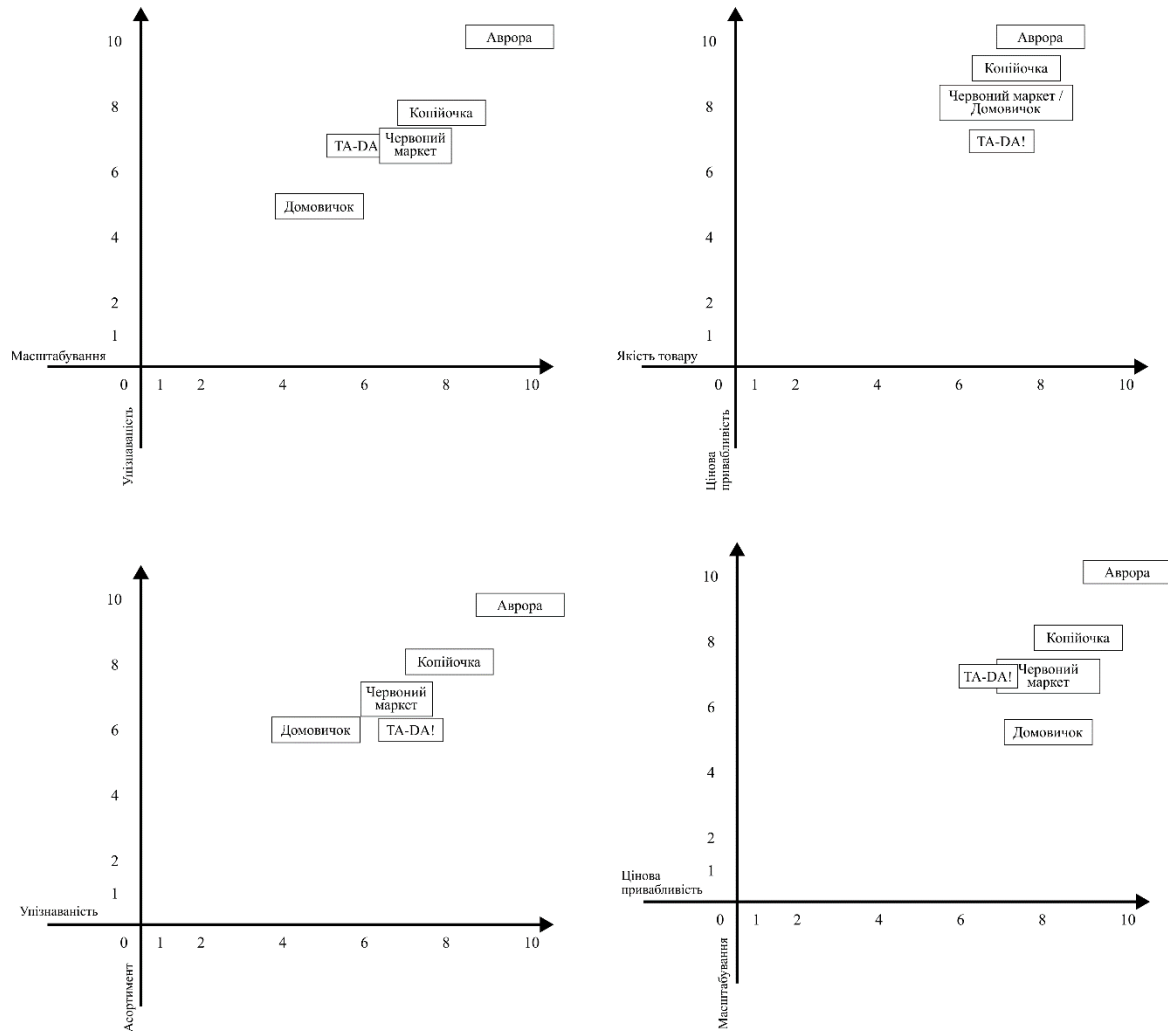 10
Аврора
8
Копійочка
TA-DA
Червоний
маркет
6
Домовичок
4
2
1
Масштабування
0 1 2 4 6 8 10
Упізнаваність
10
Аврора
Копійочка
8
Червоний маркет /
Домовичок
TA-DA!
6
4
2
1
Якість товару
0 1 2 4 6 8 10
Цінова
привабливість
10
Аврора
8
Копійочка
Червоний
маркет
6
Домовичок
TA-DA!
4
2
1
Упізнаваність
0 1 2 4 6 8 10
Асортимент
10
Аврора
8
Копійочка
TA-DA!
Червоний
маркет
6
Домовичок
4
2
1
Цінова
привабливість
0 1 2 4 6 8 10
Масштабування